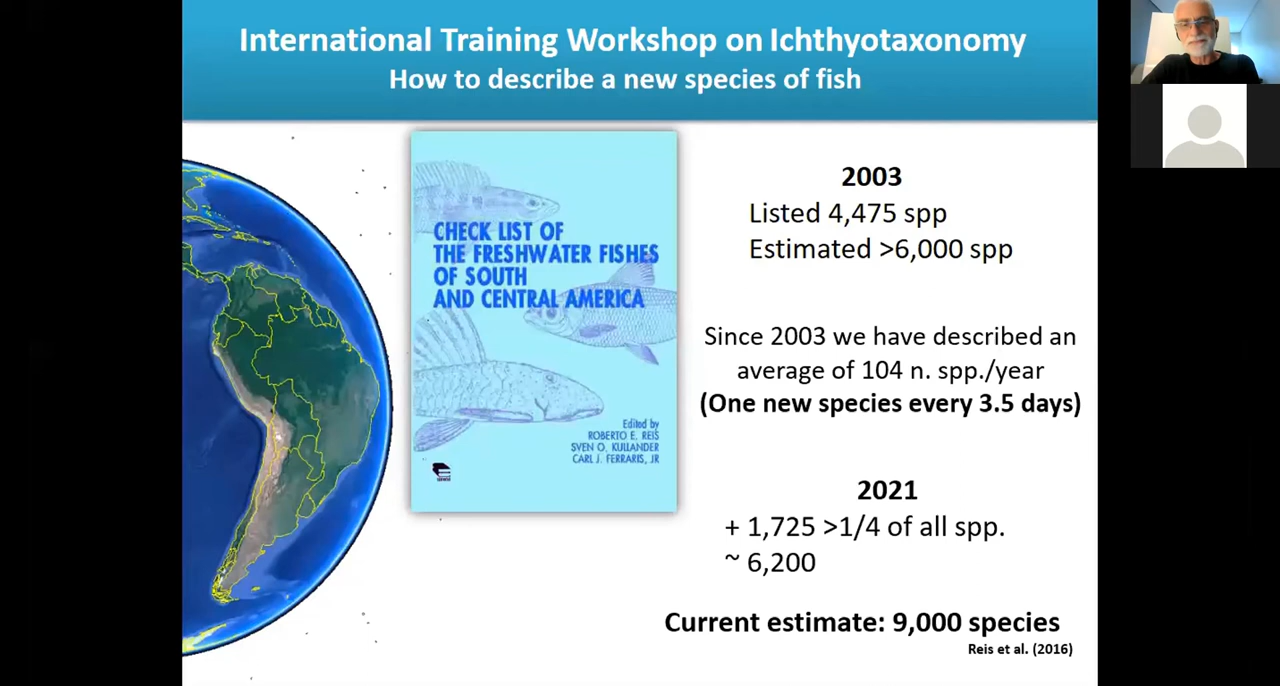 International Training Workshop on Ichthyotaxonomy
How to describe a new species of fish
CHECK LIST OF
THE FRESHWATER FISHES
OF SOUTH
AND CENTRAL AMERICA
Edited by
ROBERTO E. REIS
SVEN O. KULLANDER
CARL J. FERRARIS, JR
2003
Listed 4,475 spp
Estimated >6,000 spp
Since 2003 we have described an
average of 104 n. spp./year
(One new species every 3.5 days)
2021
+ 1,725 >1/4 of all spp.
~ 6,200
Current estimate: 9,000 species
Reis et al. (2016)